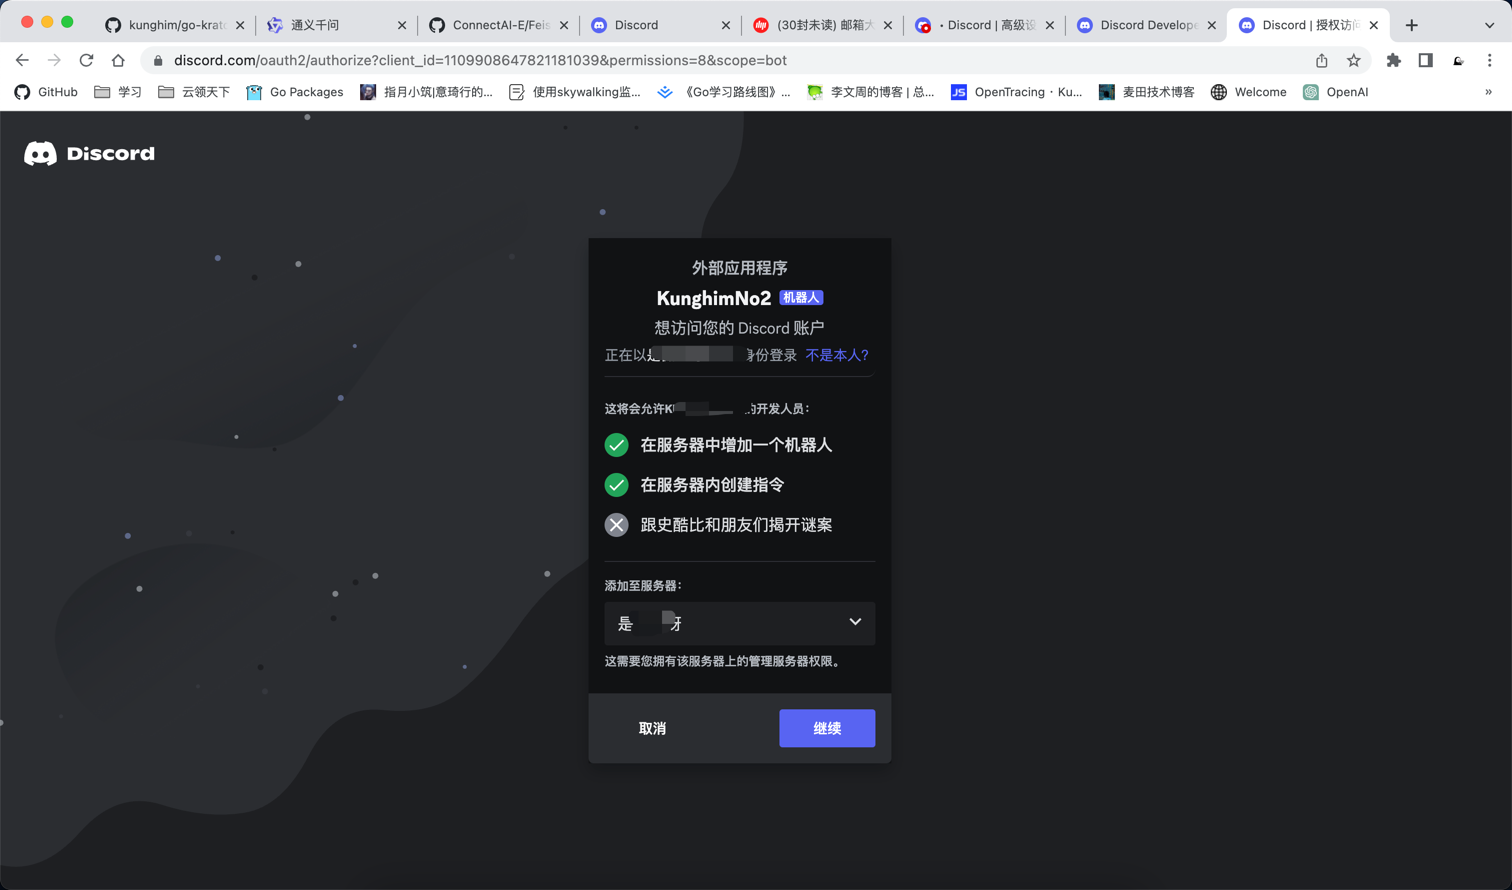 kunghim/go-krato
通义千问
ConnectAI-E/Feis
Discord
(30封未读) 邮箱大
• Discord | 高级设
Discord Develope
Discord | 授权访问
discord.com/oauth2/authorize?client_id=1109908647821181039&permissions=8&scope=bot
GitHub
学习
云领天下
Go Packages
指月小筑|意琦行的...
使用skywalking监...
《Go学习路线图》...
李文周的博客 | 总...
JS
OpenTracing · Ku...
麦田技术博客
Welcome
OpenAI
»
Discord
外部应用程序
KunghimNo2 机器人
想访问您的 Discord 账户
正在以是 身份登录 不是本人?
这将会允许K 的开发人员：
在服务器中增加一个机器人
在服务器内创建指令
跟史酷比和朋友们揭开谜案
添加至服务器：
是 牙
这需要您拥有该服务器上的管理服务器权限。
取消
继续